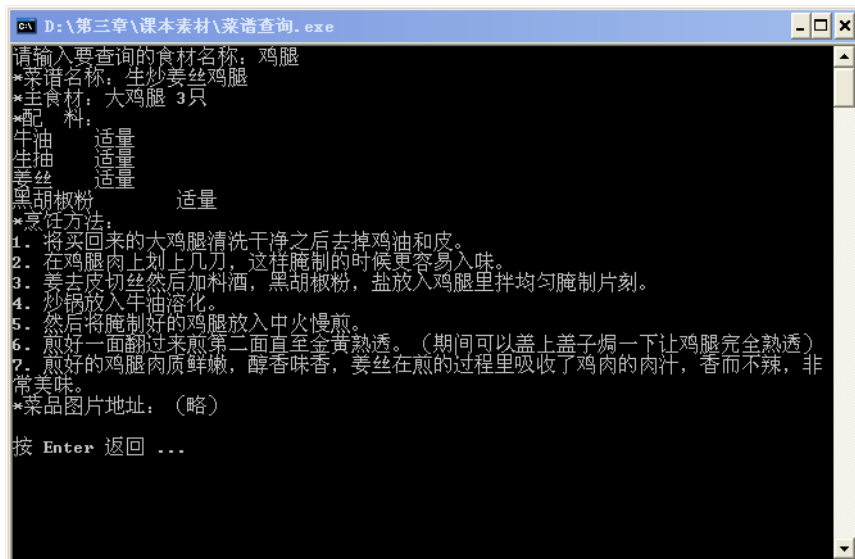 D:\第三章\课本素材\菜谱查询.exe
请输入要查询的食材名称：鸡腿
*菜谱名称：生炒姜丝鸡腿
*主食材：大鸡腿 3只
*配　料：
牛油　　适量
生抽　　适量
姜丝　　适量
黑胡椒粉　　　　适量
*烹饪方法：
1. 将买回来的大鸡腿清洗干净之后去掉鸡油和皮。
2. 在鸡腿肉上划上几刀，这样腌制的时候更容易入味。
3. 姜去皮切丝然后加料酒，黑胡椒粉，盐放入鸡腿里拌均匀腌制片刻。
4. 炒锅放入牛油溶化。
5. 然后将腌制好的鸡腿放入中火慢煎。
6. 煎好一面翻过来煎第二面直至金黄熟透。（期间可以盖上盖子焗一下让鸡腿完全熟透）
7. 煎好的鸡腿肉质鲜嫩，醇香味香，姜丝在煎的过程里吸收了鸡肉的肉汁，香而不辣，非
常美味。
*菜品图片地址：（略）
按 Enter 返回 ...